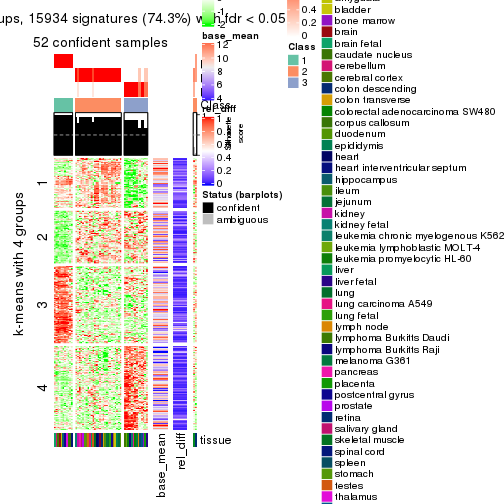 ups, 15934 signatures (74.3%) with fdr < 0.05
52 confident samples
1
2
3
4
k-means with 4 groups
base_mean
rel_diff
tissue
base_mean
12
10
8
6
4
rel_diff
1
0.8
0.6
0.4
0.2
0
Status (barplots)
confident
ambiguous
0.4
0.2
0
Class
1
2
3
bladder
bone marrow
brain
brain fetal
caudate nucleus
cerebellum
cerebral cortex
colon descending
colon transverse
colorectal adenocarcinoma SW480
corpus callosum
duodenum
epididymis
heart
heart interventricular septum
hippocampus
ileum
jejunum
kidney
kidney fetal
leukemia chronic myelogenous K562
leukemia lymphoblastic MOLT-4
leukemia promyelocytic HL-60
liver
liver fetal
lung
lung carcinoma A549
lung fetal
lymph node
lymphoma Burkitts Daudi
lymphoma Burkitts Raji
melanoma G361
pancreas
placenta
postcentral gyrus
prostate
retina
salivary gland
skeletal muscle
spinal cord
spleen
stomach
testes
thalamus